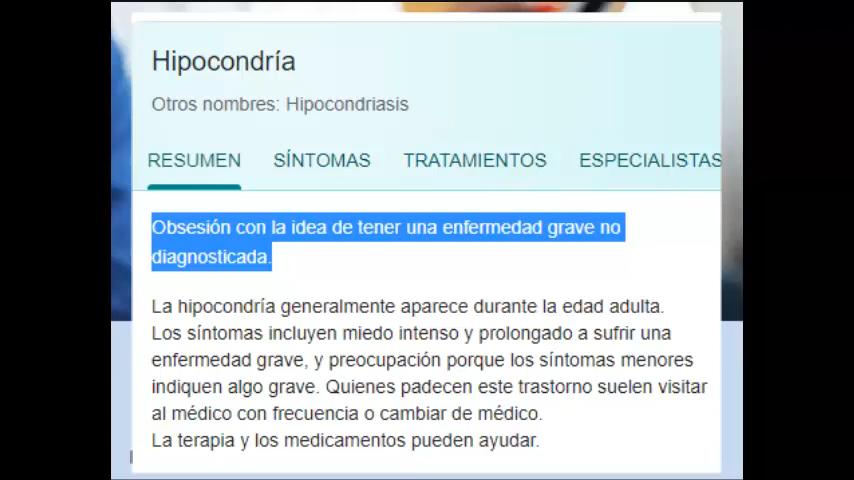 Hipocondría
Otros nombres: Hipocondriasis
RESUMEN SÍNTOMAS TRATAMIENTOS ESPECIALISTAS
Obsesión con la idea de tener una enfermedad grave no
diagnosticada.
La hipocondría generalmente aparece durante la edad adulta.
Los síntomas incluyen miedo intenso y prolongado a sufrir una
enfermedad grave, y preocupación porque los síntomas menores
indiquen algo grave. Quienes padecen este trastorno suelen visitar
al médico con frecuencia o cambiar de médico.
La terapia y los medicamentos pueden ayudar.